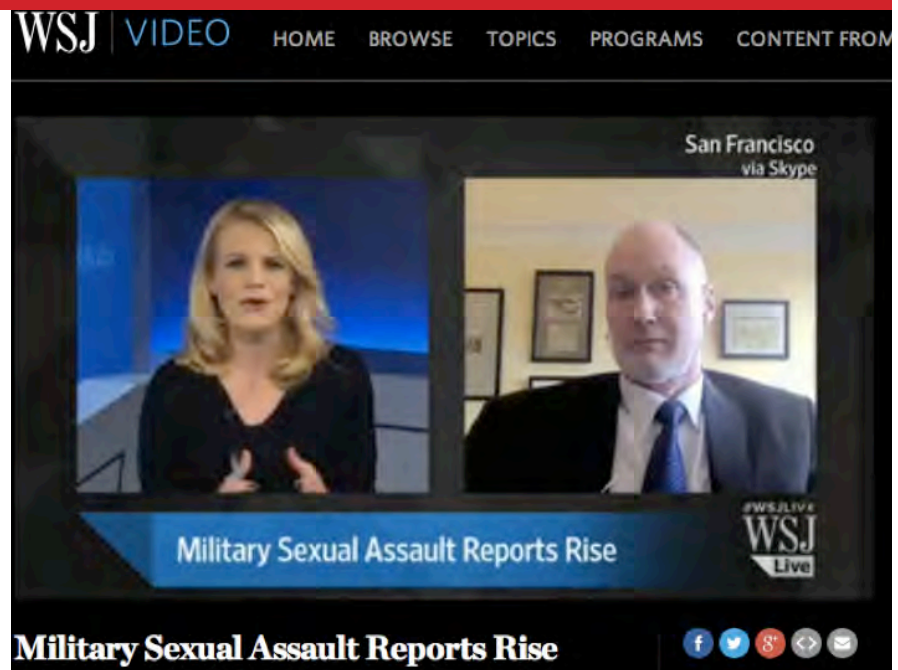 WSJ VIDEO HOME BROWSE TOPICS PROGRAMS CONTENT FROM
San Francisco
via Skype
#WSJLIVE
WSJ
Live
Military Sexual Assault Reports Rise
Military Sexual Assault Reports Rise